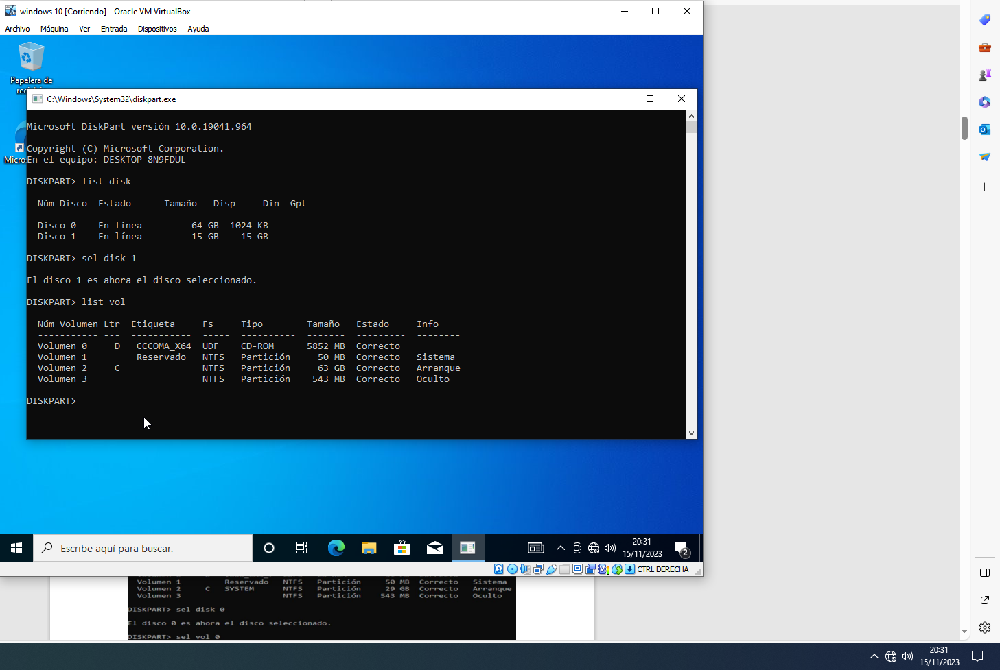 windows 10 [Corriendo] - Oracle VM VirtualBox
Archivo Máquina Ver Entrada Dispositivos Ayuda
Papelera de
C:\Windows\System32\diskpart.exe
Microsoft DiskPart versión 10.0.19041.964
Copyright (C) Microsoft Corporation.
En el equipo: DESKTOP-8N9FDUL
DISKPART> list disk
Núm Disco Estado Tamaño Disp Din Gpt
---------- ---------- ------- ------- --- ---
Disco 0 En línea 64 GB 1024 KB
Disco 1 En línea 15 GB 15 GB
DISKPART> sel disk 1
El disco 1 es ahora el disco seleccionado.
DISKPART> list vol
Núm Volumen Ltr Etiqueta Fs Tipo Tamaño Estado Info
----------- --- ----------- ----- ---------- ------- --------- --------
Volumen 0 D CCCOMA_X64 UDF CD-ROM 5852 MB Correcto
Volumen 1 Reservado NTFS Partición 50 MB Correcto Sistema
Volumen 2 C NTFS Partición 63 GB Correcto Arranque
Volumen 3 NTFS Partición 543 MB Correcto Oculto
DISKPART>
Escribe aquí para buscar.
20:31
15/11/2023
2
CTRL DERECHA
Volumen 1 Reservado NTFS Partición 50 MB Correcto Sistema
Volumen 2 C SYSTEM NTFS Partición 29 GB Correcto Arranque
Volumen 3 NTFS Partición 543 MB Correcto Oculto
DISKPART> sel disk 0
El disco 0 es ahora el disco seleccionado.
DISKPART> sel vol 0
20:31
15/11/2023